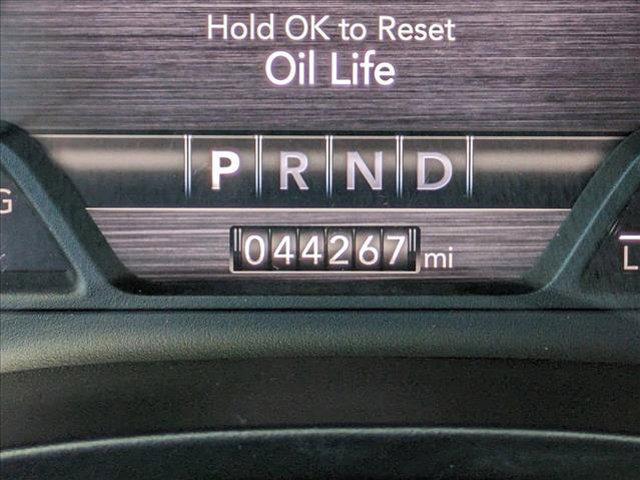 Hold OK to Reset
Oil Life
P R N D
G
044267 mi
L